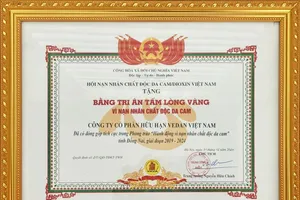 CỘNG HÒA XÃ HỘI CHỦ NGHĨA VIỆT NAM
Độc lập - Tự do - Hạnh phúc
HỘI NẠN NHÂN CHẤT ĐỘC DA CAM/DIOXIN VIỆT NAM
TẶNG
BẰNG TRI ÂN TẤM LÒNG VÀNG
VÌ NẠN NHÂN CHẤT ĐỘC DA CAM
CÔNG TY CỔ PHẦN HỮU HẠN VEDAN VIỆT NAM
Đã có đóng góp tích cực trong Phong trào "Hành động vì nạn nhân chất độc da cam"
tỉnh Đồng Nai, giai đoạn 2019 - 2024
CHỦ TỊCH